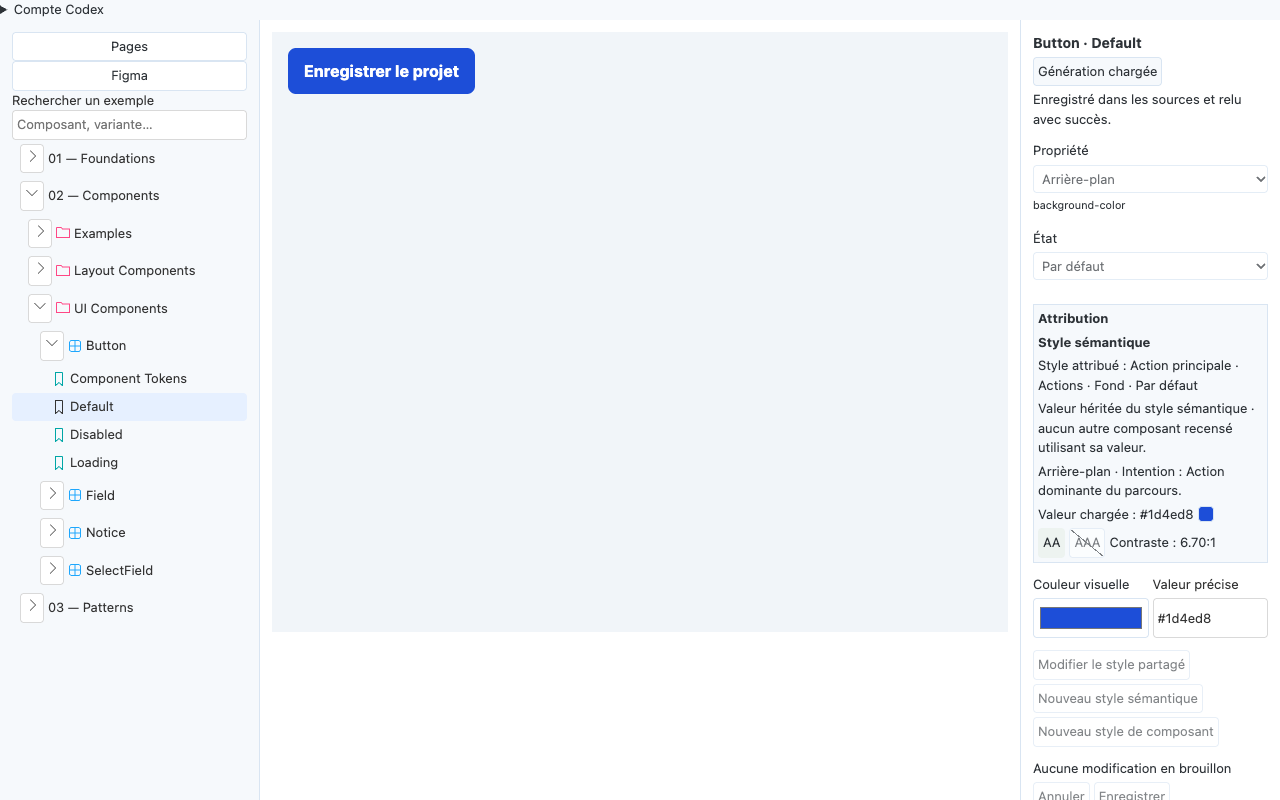 Compte Codex
Pages
Figma
Rechercher un exemple
Composant, variante...
01 — Foundations
02 — Components
Examples
Layout Components
UI Components
Button
Component Tokens
Default
Disabled
Loading
Field
Notice
SelectField
03 — Patterns
Enregistrer le projet
Button · Default
Génération chargée
Enregistré dans les sources et relu
avec succès.
Propriété
Arrière-plan
background-color
État
Par défaut
Attribution
Style sémantique
Style attribué : Action principale ·
Actions · Fond · Par défaut
Valeur héritée du style sémantique ·
aucun autre composant recensé
utilisant sa valeur.
Arrière-plan · Intention : Action
dominante du parcours.
Valeur chargée : #1d4ed8
AA AAA Contraste : 6.70:1
Couleur visuelle Valeur précise
#1d4ed8
Modifier le style partagé
Nouveau style sémantique
Nouveau style de composant
Aucune modification en brouillon
Annuler Enregistrer